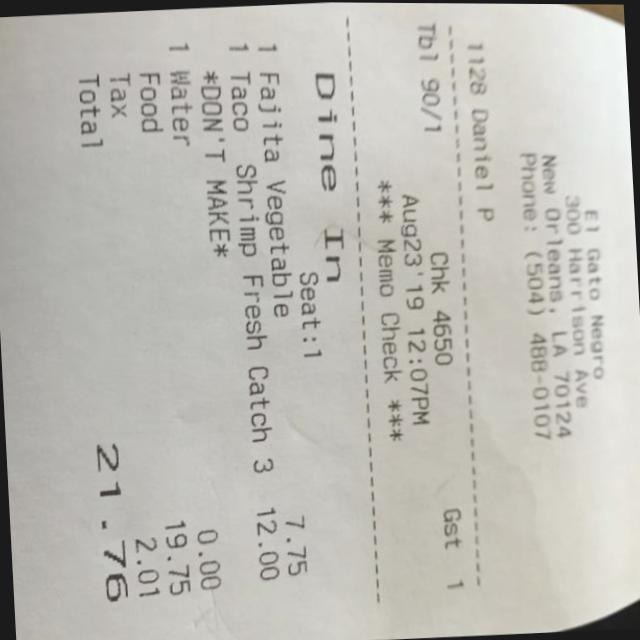 El Gato Negro
300 Harrison Ave
New Orleans, LA 70124
Phone: (504) 488-0107
1128 Daniel P
Tbl 90/1 Chk 4650 Gst 1
Aug23'19 12:07PM
*** Memo Check ***
Dine In
Seat:1
1 Fajita Vegetable 7.75
1 Taco Shrimp Fresh Catch 3 12.00
*DON'T MAKE*
1 Water 0.00
Food 19.75
Tax 2.01
Total 21.76